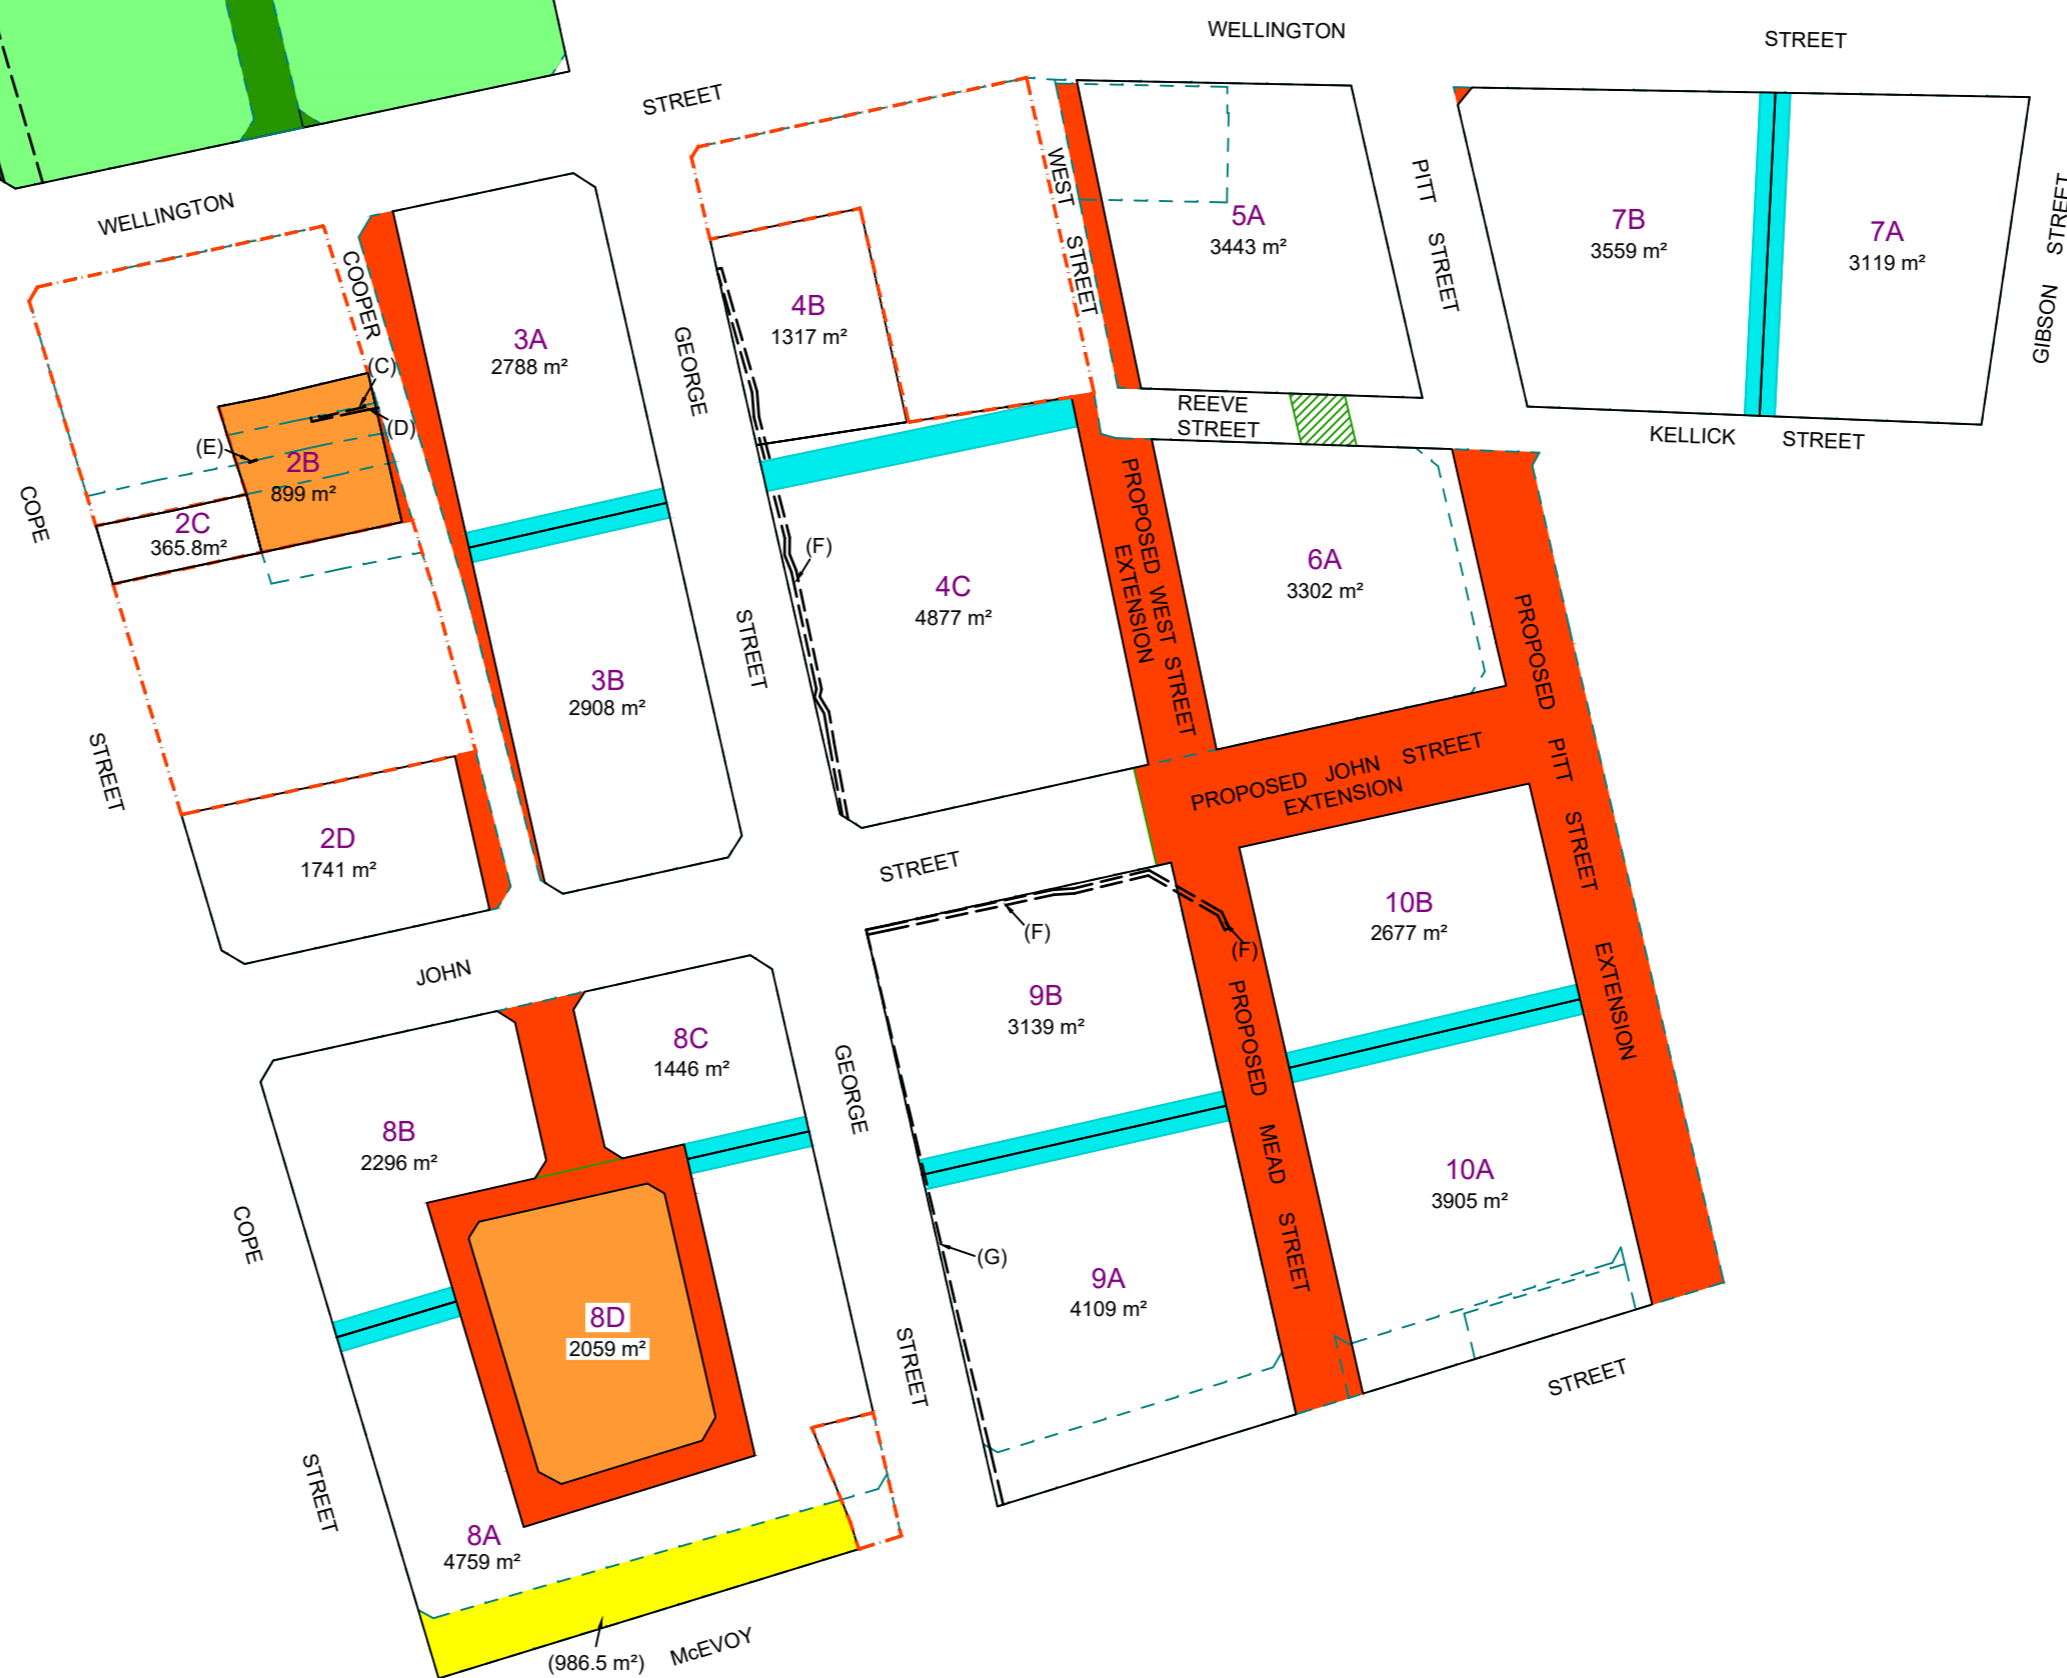 WELLINGTON
STREET
STREET
WELLINGTON
WEST STREET
5A
3443 m²
PITT STREET
7B
3559 m²
7A
3119 m²
GIBSON STREET
COOPER
3A
2788 m²
GEORGE
4B
1317 m²
(C)
(D)
(E)
2B
899 m²
REEVE
STREET
KELLICK STREET
COPE
2C
365.8m²
(F)
4C
4877 m²
PROPOSED WEST STREET
EXTENSION
6A
3302 m²
PROPOSED PITT STREET EXTENSION
3B
2908 m²
STREET
STREET
2D
1741 m²
PROPOSED JOHN STREET
EXTENSION
STREET
JOHN
(F)
(F)
10B
2677 m²
9B
3139 m²
PROPOSED MEAD STREET
8C
1446 m²
GEORGE
8B
2296 m²
10A
3905 m²
COPE
(G)
9A
4109 m²
8D
2059 m²
STREET
STREET
STREET
8A
4759 m²
(986.5 m²)
McEVOY